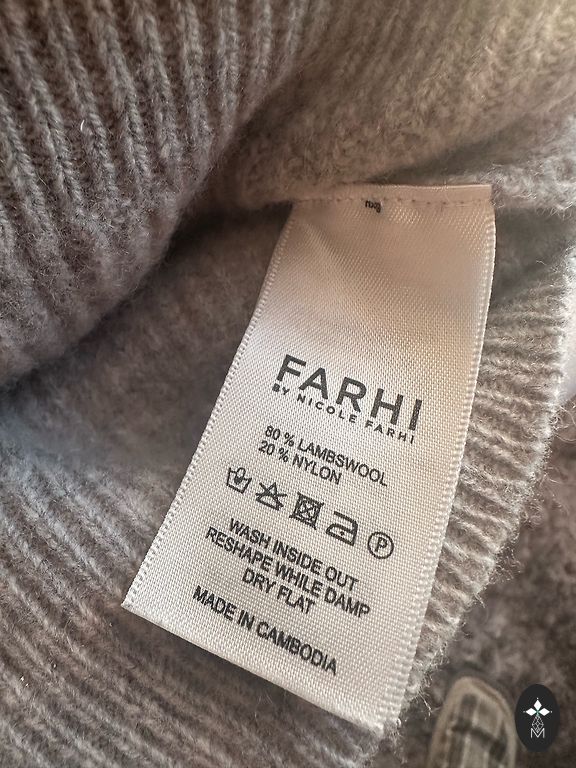 FARHI
BY NICOLE FARHI
80 % LAMBSWOOL
20 % NYLON
P
WASH INSIDE OUT
RESHAPE WHILE DAMP
DRY FLAT
MADE IN CAMBODIA
M